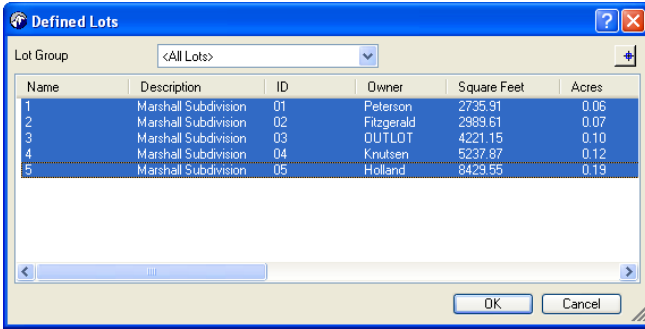 Defined Lots
Lot Group <All Lots>
Name Description ID Owner Square Feet Acres
1 Marshall Subdivision 01 Peterson 2735.91 0.06
2 Marshall Subdivision 02 Fitzgerald 2989.61 0.07
3 Marshall Subdivision 03 OUTLOT 4221.15 0.10
4 Marshall Subdivision 04 Knutsen 5237.87 0.12
5 Marshall Subdivision 05 Holland 8429.55 0.19
OK Cancel